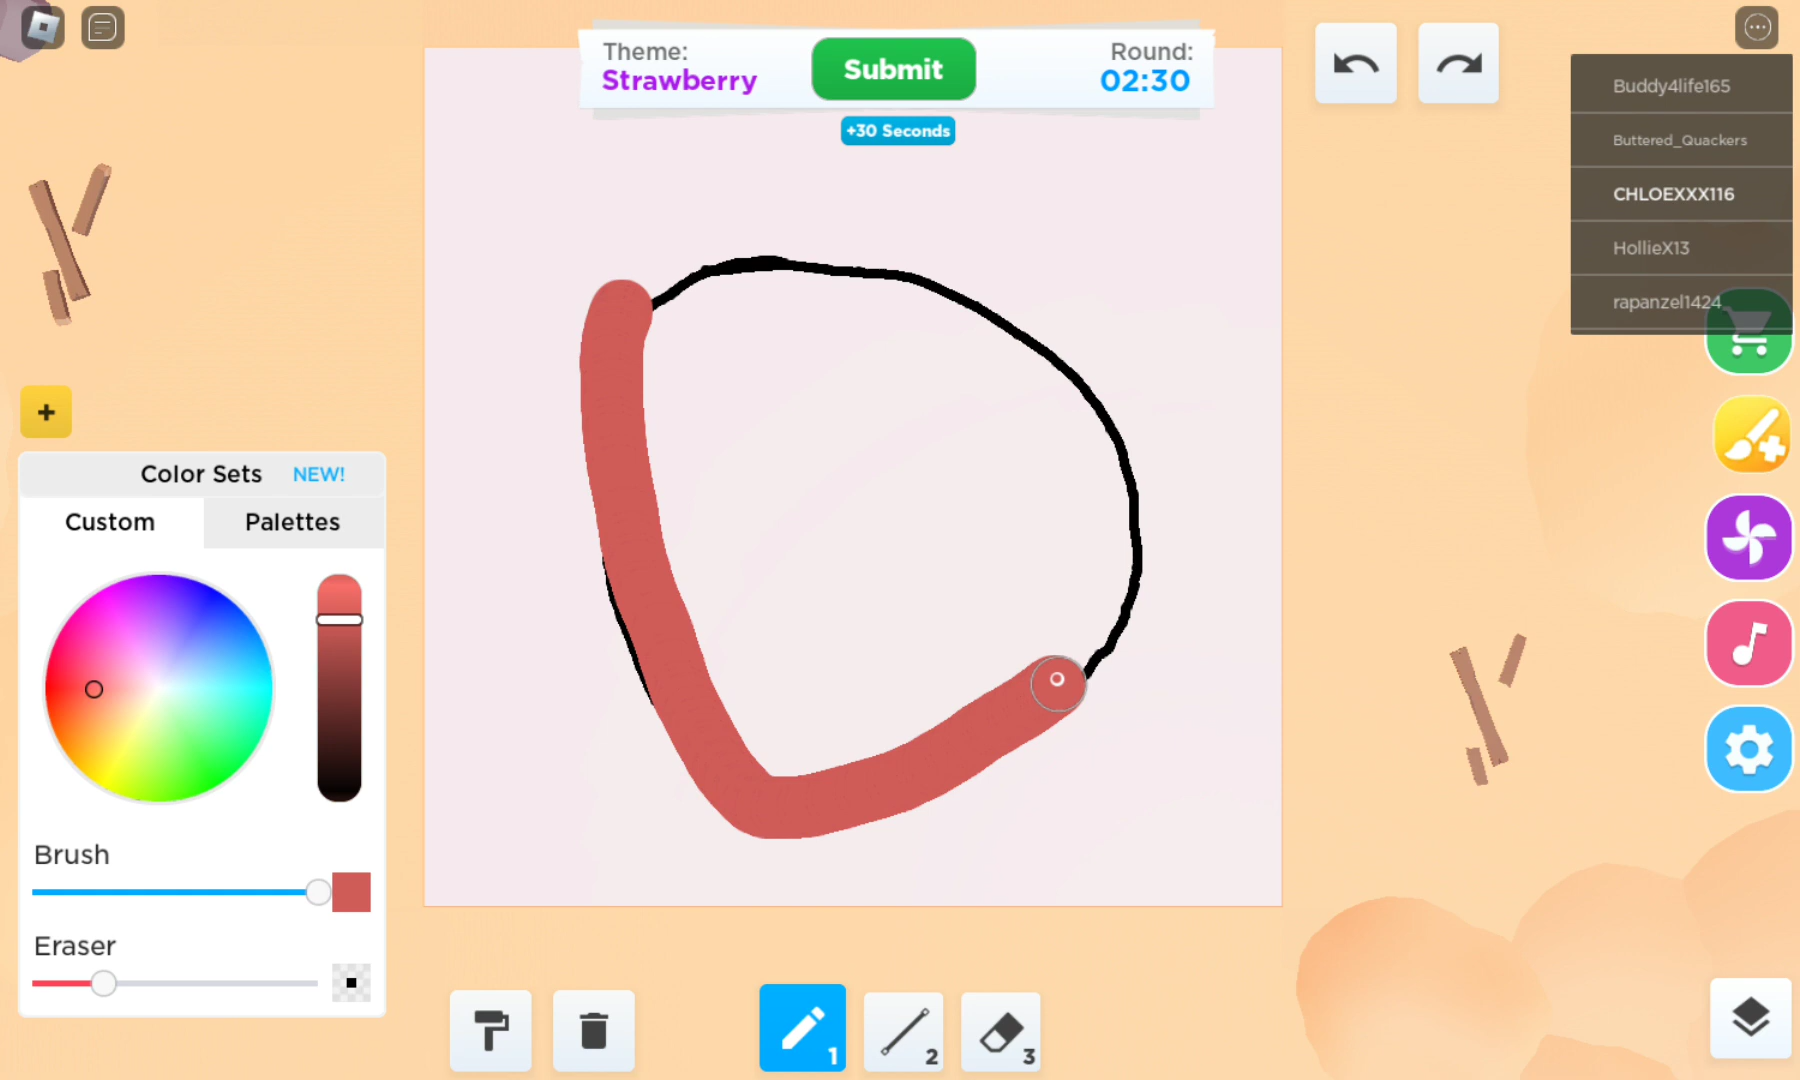 Theme:
Strawberry
Submit
Round:
02:30
+30 Seconds
Buddy4life165
Buttered_Quackers
CHLOEXXX116
HollieX13
rapanzel1424
+
Color Sets NEW!
Custom
Palettes
Brush
Eraser
1
2
3